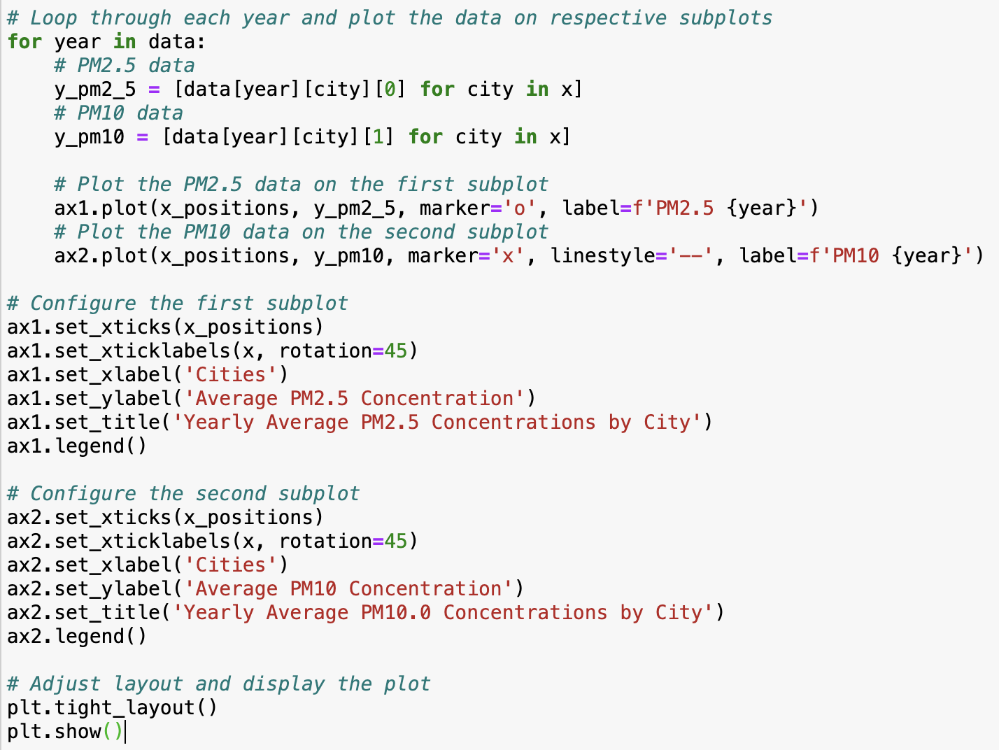 # Loop through each year and plot the data on respective subplots
for year in data:
    # PM2.5 data
    y_pm2_5 = [data[year][city][0] for city in x]
    # PM10 data
    y_pm10 = [data[year][city][1] for city in x]

    # Plot the PM2.5 data on the first subplot
    ax1.plot(x_positions, y_pm2_5, marker='o', label=f'PM2.5 {year}')
    # Plot the PM10 data on the second subplot
    ax2.plot(x_positions, y_pm10, marker='x', linestyle='--', label=f'PM10 {year}')

# Configure the first subplot
ax1.set_xticks(x_positions)
ax1.set_xticklabels(x, rotation=45)
ax1.set_xlabel('Cities')
ax1.set_ylabel('Average PM2.5 Concentration')
ax1.set_title('Yearly Average PM2.5 Concentrations by City')
ax1.legend()

# Configure the second subplot
ax2.set_xticks(x_positions)
ax2.set_xticklabels(x, rotation=45)
ax2.set_xlabel('Cities')
ax2.set_ylabel('Average PM10 Concentration')
ax2.set_title('Yearly Average PM10.0 Concentrations by City')
ax2.legend()

# Adjust layout and display the plot
plt.tight_layout()
plt.show()